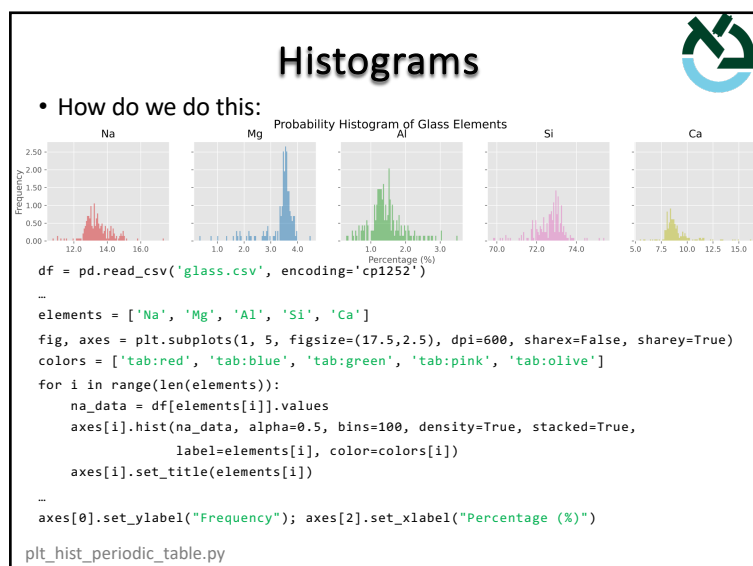 Histograms
• How do we do this:
Probability Histogram of Glass Elements
Na
Mg
Al
Si
Ca
Frequency
2.50
2.00
1.50
1.00
0.50
0.00
12.0 14.0 16.0
1.0 2.0 3.0 4.0
1.0 2.0 3.0
70.0 72.0 74.0
5.0 7.5 10.0 12.5 15.0
Percentage (%)
df = pd.read_csv('glass.csv', encoding='cp1252')
…
elements = ['Na', 'Mg', 'Al', 'Si', 'Ca']
fig, axes = plt.subplots(1, 5, figsize=(17.5,2.5), dpi=600, sharex=False, sharey=True)
colors = ['tab:red', 'tab:blue', 'tab:green', 'tab:pink', 'tab:olive']
for i in range(len(elements)):
    na_data = df[elements[i]].values
    axes[i].hist(na_data, alpha=0.5, bins=100, density=True, stacked=True,
                 label=elements[i], color=colors[i])
    axes[i].set_title(elements[i])
…
axes[0].set_ylabel("Frequency"); axes[2].set_xlabel("Percentage (%)")
plt_hist_periodic_table.py